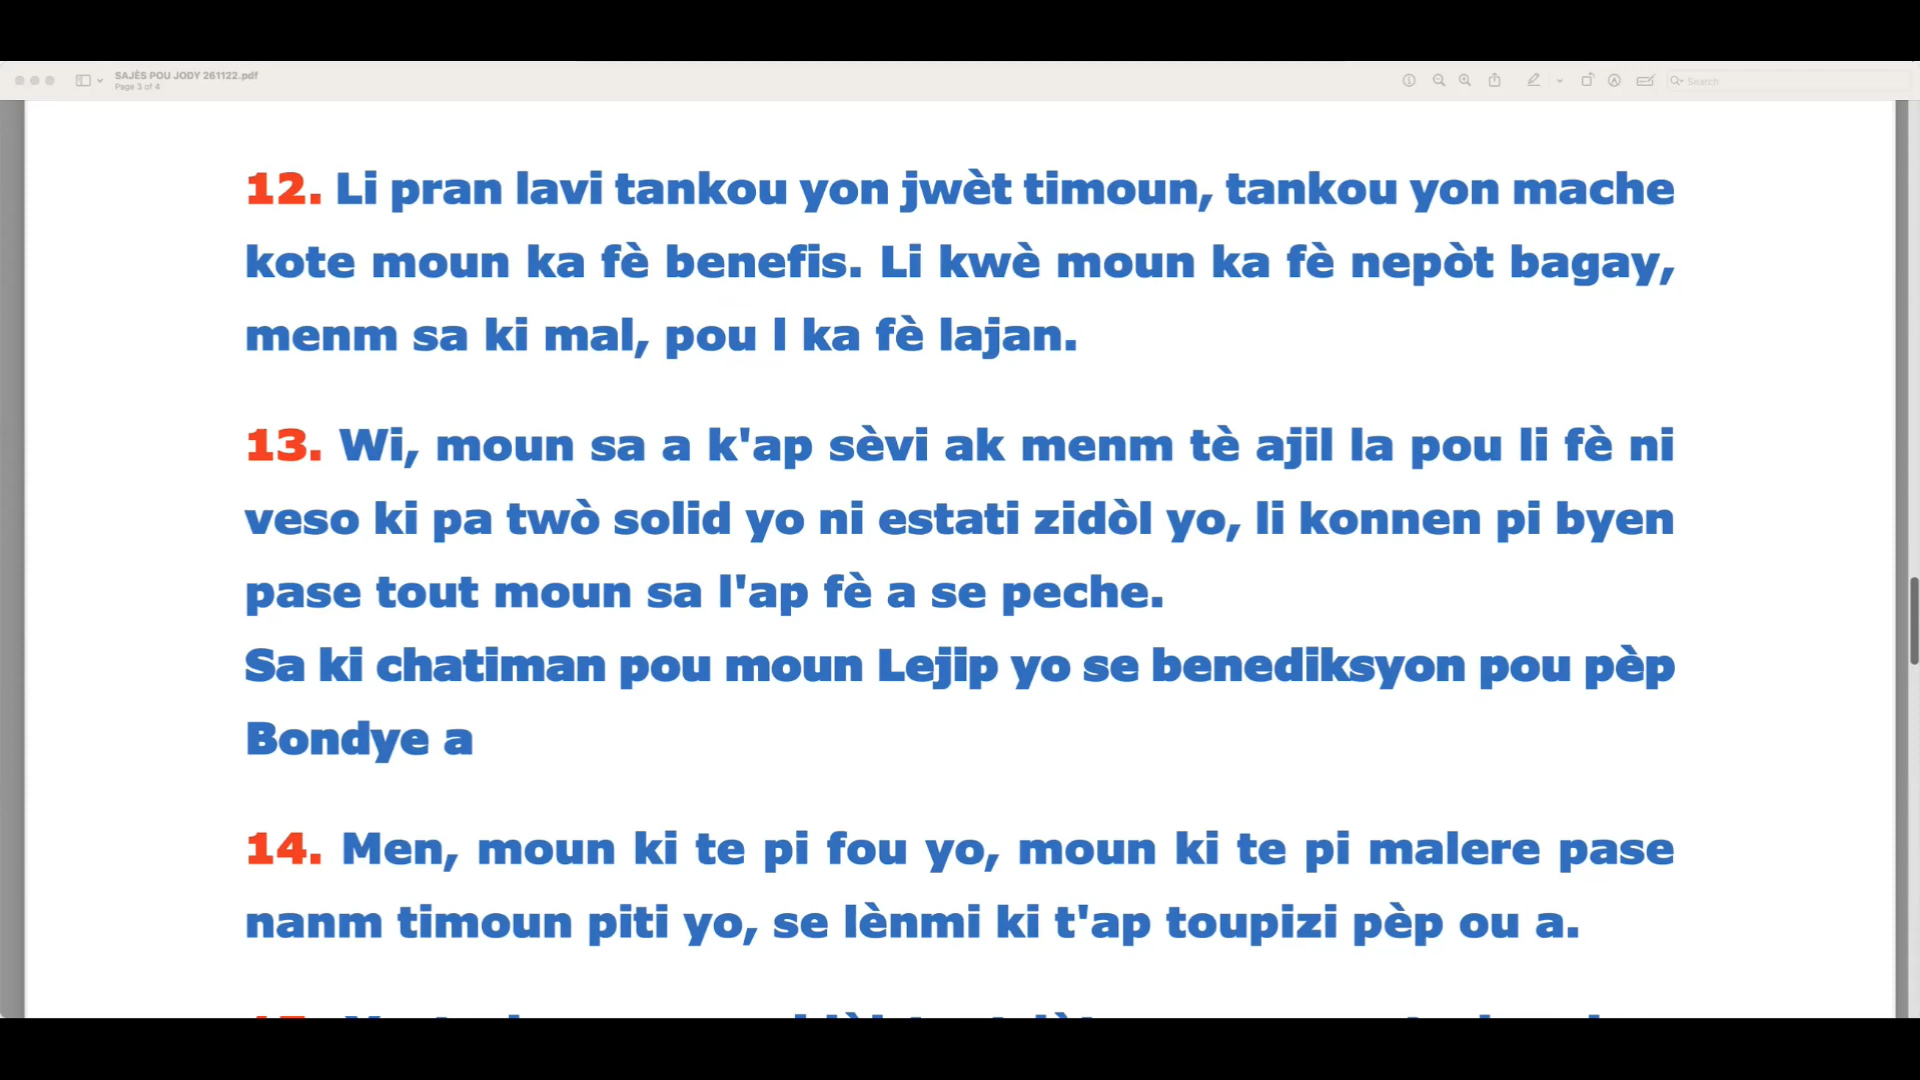 SAJÈS POU JODY 261122.pdf
Page 3 of 4
Search
12. Li pran lavi tankou yon jwèt timoun, tankou yon mache
kote moun ka fè benefis. Li kwè moun ka fè nepòt bagay,
menm sa ki mal, pou l ka fè lajan.
13. Wi, moun sa a k'ap sèvi ak menm tè ajil la pou li fè ni
veso ki pa twò solid yo ni estati zidòl yo, li konnen pi byen
pase tout moun sa l'ap fè a se peche.
Sa ki chatiman pou moun Lejip yo se benediksyon pou pèp
Bondye a
14. Men, moun ki te pi fou yo, moun ki te pi malere pase
nanm timoun piti yo, se lènmi ki t'ap toupizi pèp ou a.